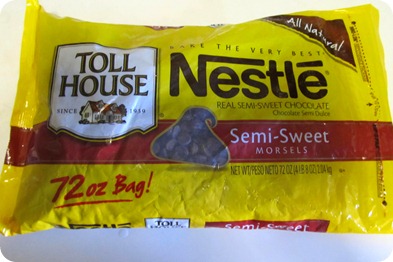 All Natural
BAKE THE VERY BEST
TOLL
HOUSE
SINCE 1939
Nestlé
REAL SEMI-SWEET CHOCOLATE
Chocolate Semi Dulce
Semi-Sweet
MORSELS
NET WT/PESO NETO 72 OZ (4 LB 8 OZ) 2.04 kg
72oz Bag!
TOLL
HOUSE
Semi-Sweet